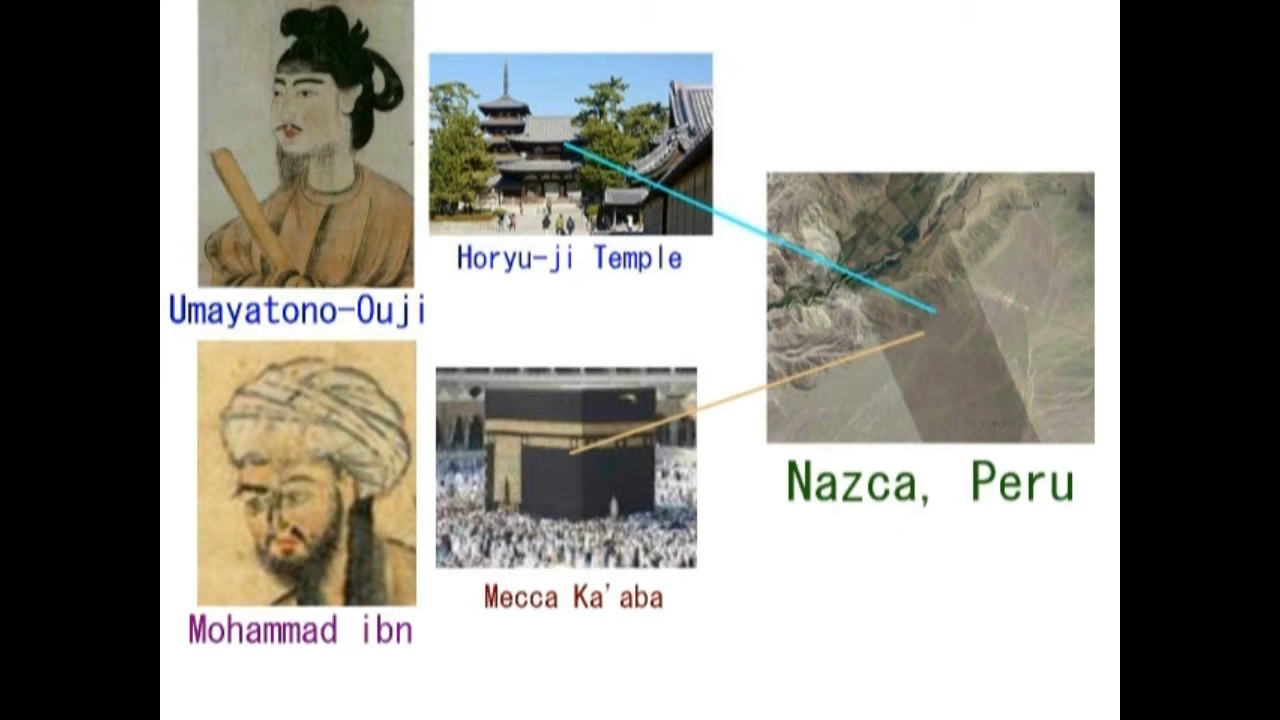 Horyu-ji Temple
Umayatono-Ouji
Nazca, Peru
Mecca Ka'aba
Mohammad ibn